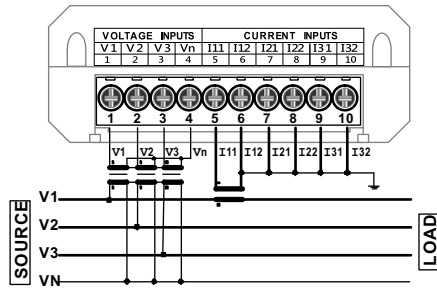 VOLTAGE INPUTS CURRENT INPUTS
V1 V2 V3 Vn I11 I12 I21 I22 I31 I32
1 2 3 4 5 6 7 8 9 10
1 2 3 4 5 6 7 8 9 10
V1 V2 V3 Vn I11 I12 I21 I22 I31 I32
V1
V2
V3
VN
SOURCE
LOAD